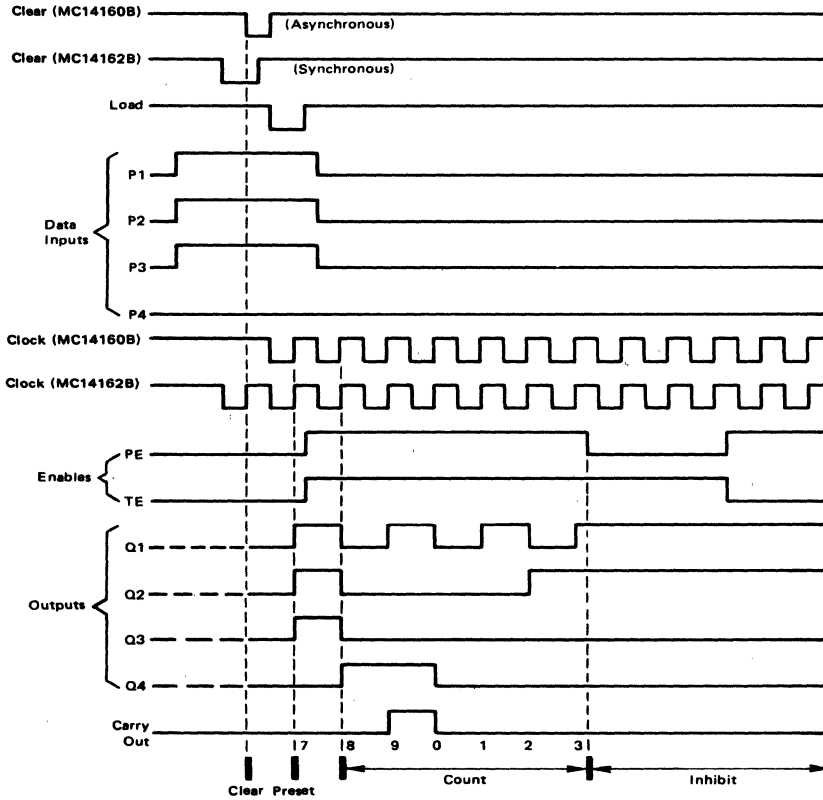 Clear (MC14160B)
(Asynchronous)
Clear (MC14162B)
(Synchronous)
Load
Data
Inputs
P1
P2
P3
P4
Clock (MC14160B)
Clock (MC14162B)
Enables
PE
TE
Outputs
Q1
Q2
Q3
Q4
Carry
Out
7 8 9 0 1 2 3
Clear Preset Count Inhibit